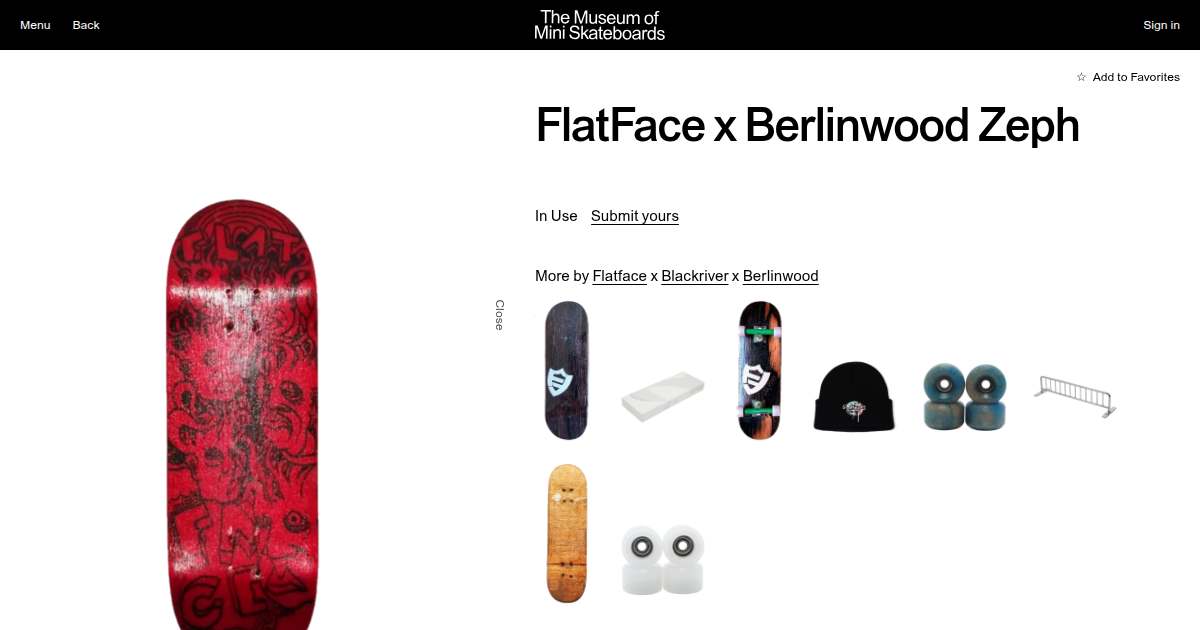 Menu
Back
The Museum of
Mini Skateboards
Sign in
☆ Add to Favorites
FlatFace x Berlinwood Zeph
In Use Submit yours
More by Flatface x Blackriver x Berlinwood
Close
FLAT